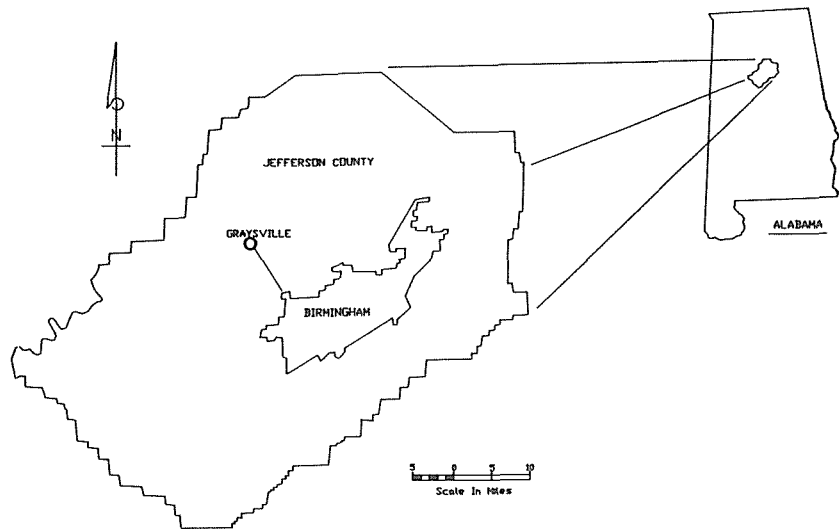 N
JEFFERSON COUNTY
GRAYSVILLE
BIRMINGHAM
ALABAMA
5 0 5 10
Scale In Miles